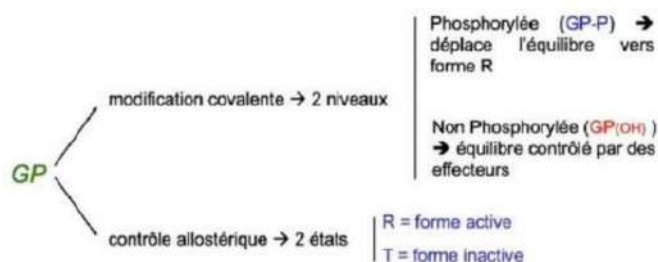 Phosphorylée (GP-P) ➔
déplace l'équilibre vers
forme R
modification covalente → 2 niveaux
Non Phosphorylée (GP(OH) )
➔ équilibre contrôlé par des
effecteurs
GP
contrôle allostérique → 2 états
R = forme active
T = forme inactive